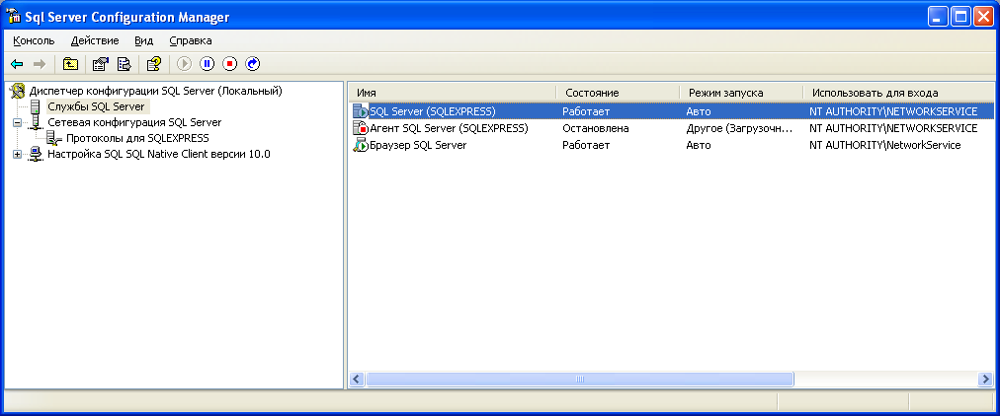 Sql Server Configuration Manager
Консоль Действие Вид Справка
Диспетчер конфигурации SQL Server (Локальный)
Службы SQL Server
Сетевая конфигурация SQL Server
Протоколы для SQLEXPRESS
Настройка SQL SQL Native Client версии 10.0
Имя Состояние Режим запуска Использовать для входа
SQL Server (SQLEXPRESS) Работает Авто NT AUTHORITY\NETWORKSERVICE
Агент SQL Server (SQLEXPRESS) Остановлена Другое (Загрузочн... NT AUTHORITY\NETWORKSERVICE
Браузер SQL Server Работает Авто NT AUTHORITY\NetworkService